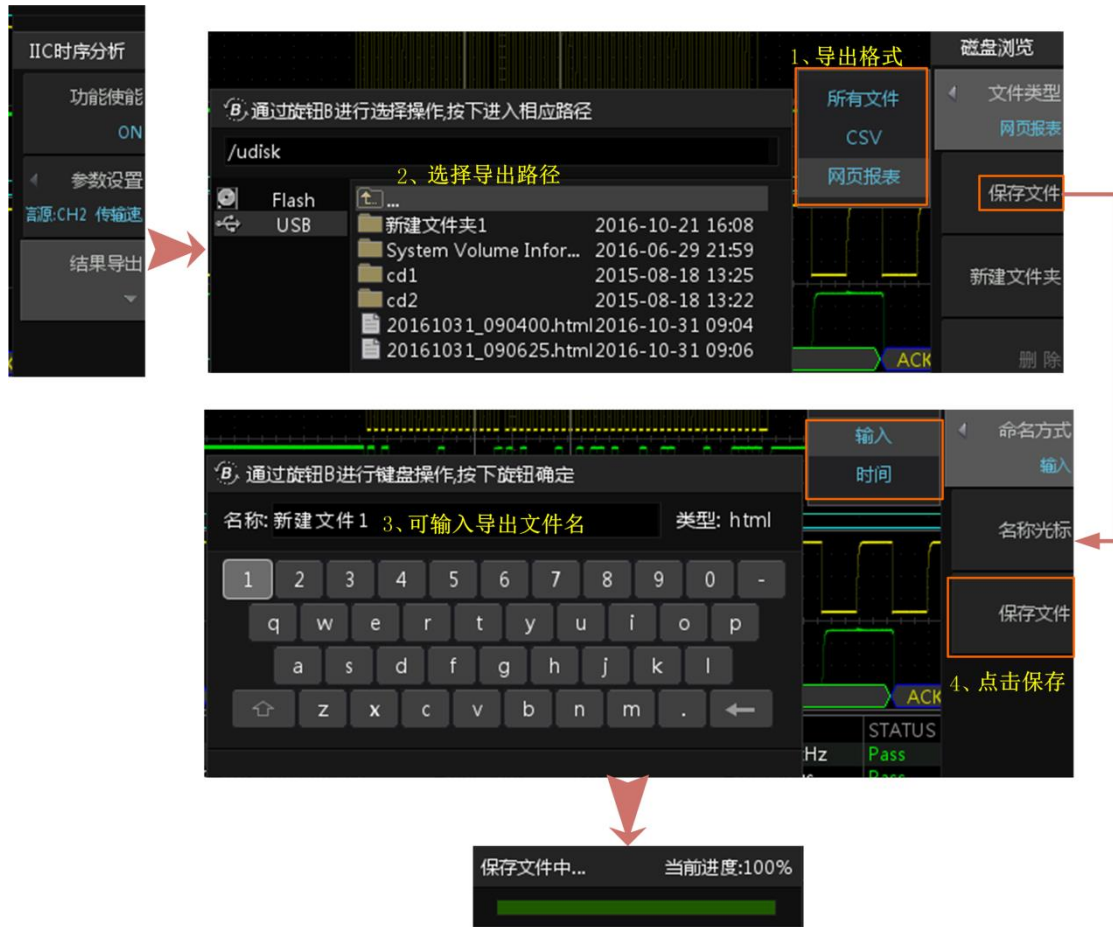 IIC时序分析
功能使能
ON
参数设置
言源:CH2 传输速
结果导出
1、导出格式
所有文件
CSV
网页报表
磁盘浏览
文件类型
网页报表
保存文件
新建文件夹
删 除
B 通过旋钮B进行选择操作,按下进入相应路径
/udisk
2、选择导出路径
Flash
USB
...
新建文件夹1 2016-10-21 16:08
System Volume Infor... 2016-06-29 21:59
cd1 2015-08-18 13:25
cd2 2015-08-18 13:22
20161031_090400.html 2016-10-31 09:04
20161031_090625.html 2016-10-31 09:06
ACK
输入
时间
命名方式
输入
名称光标
保存文件
4、点击保存
B 通过旋钮B进行键盘操作,按下旋钮确定
名称: 新建文件1 3、可输入导出文件名 类型: html
1 2 3 4 5 6 7 8 9 0 -
q w e r t y u i o p
a s d f g h j k l
z x c v b n m .
ACK
STATUS
Hz Pass
Pass
保存文件中... 当前进度:100%